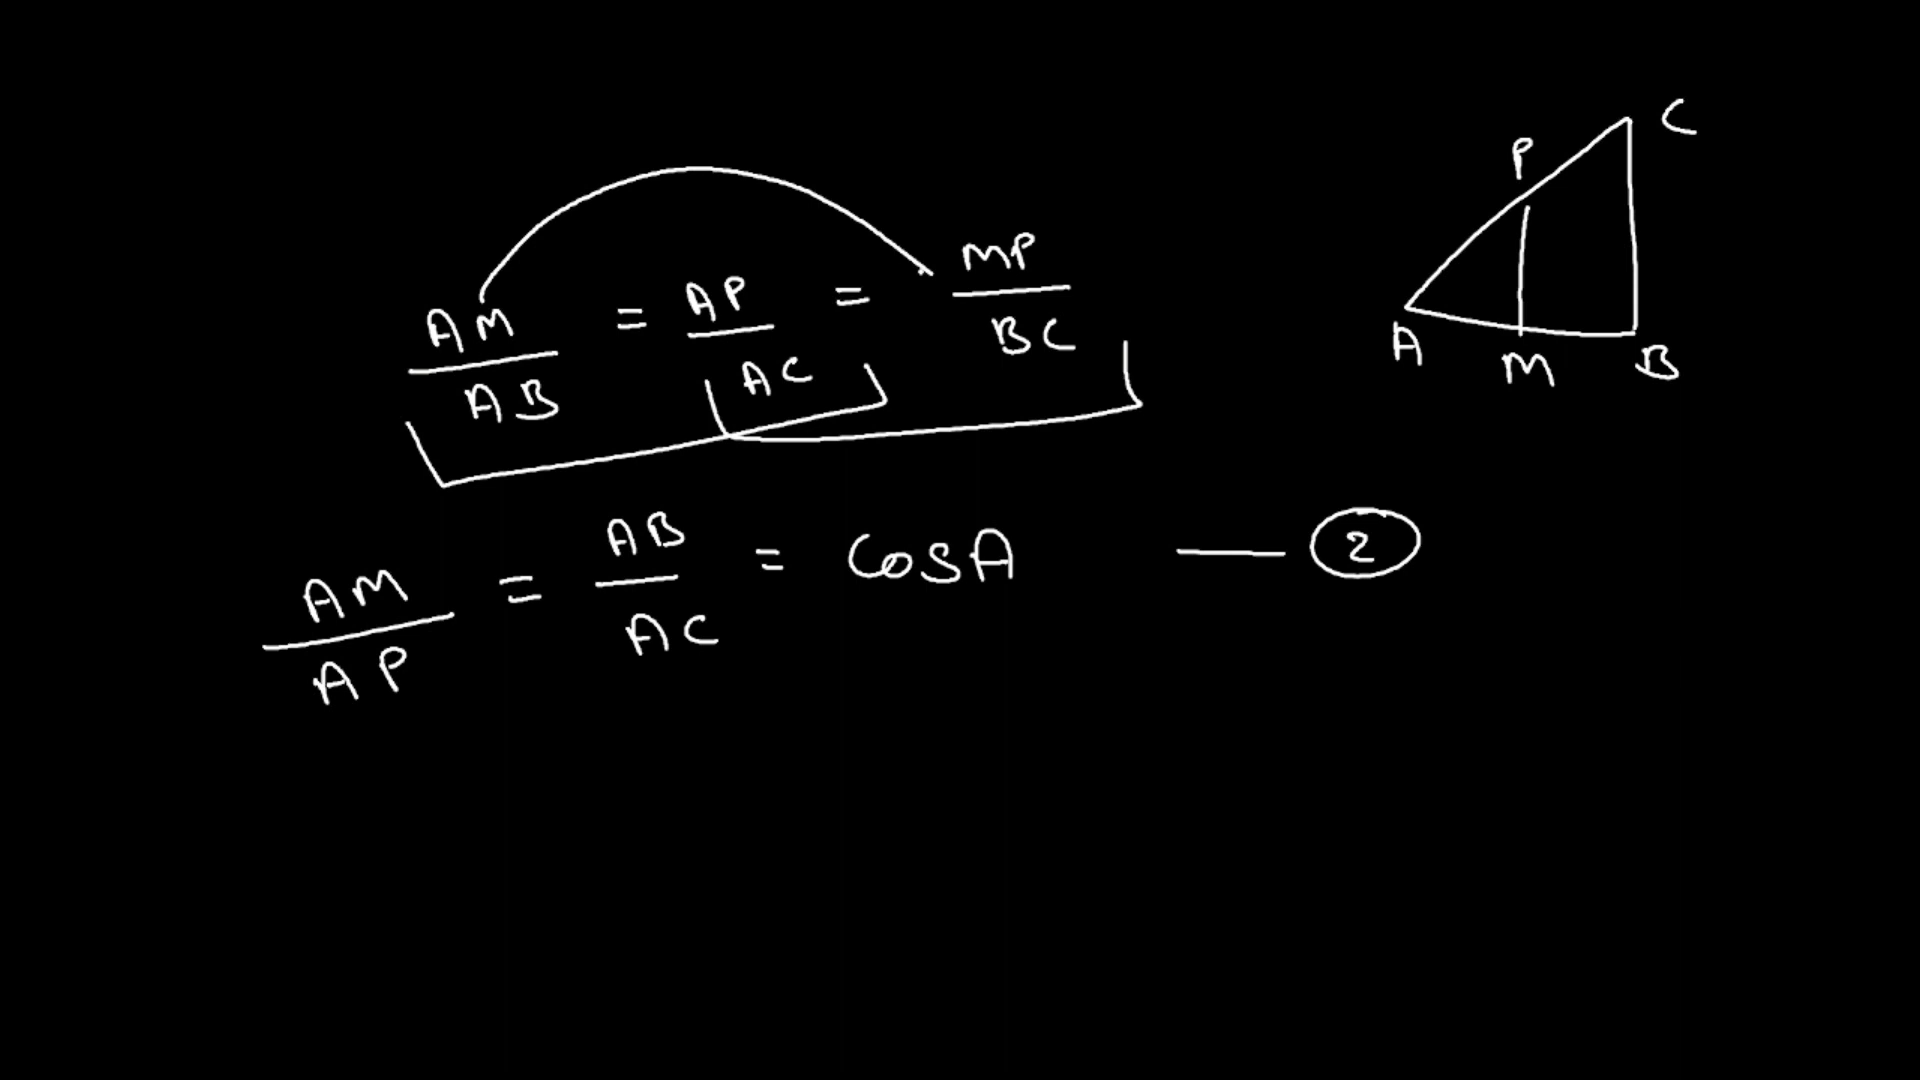 AM/AB = AP/AC = MP/BC
AM/AP = AB/AC = CosA — 2
C
P
A
M
B